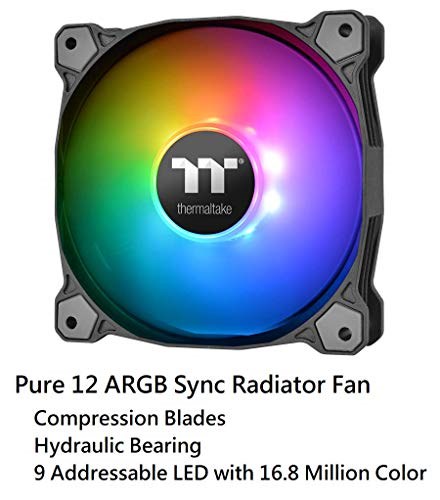 thermaltake
Pure 12 ARGB Sync Radiator Fan
Compression Blades
Hydraulic Bearing
9 Addressable LED with 16.8 Million Color